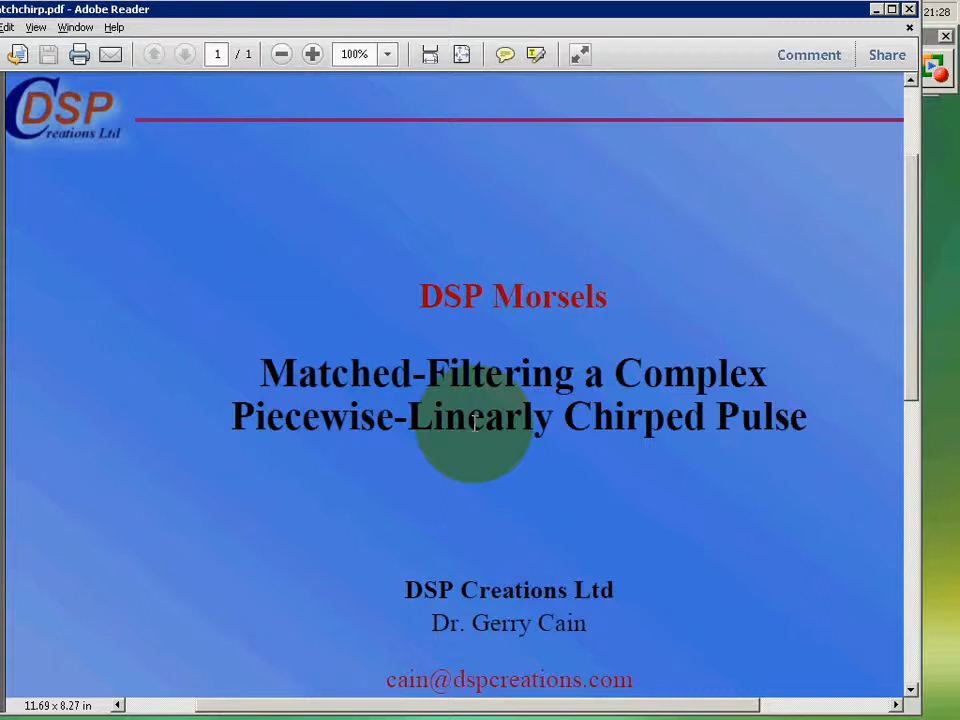 atchchirp.pdf - Adobe Reader
21:28
Edit View Window Help
1 / 1 100% Comment Share
DSP
Creations Ltd
DSP Morsels
Matched-Filtering a Complex
Piecewise-Linearly Chirped Pulse
DSP Creations Ltd
Dr. Gerry Cain
cain@dspcreations.com
11.69 x 8.27 in